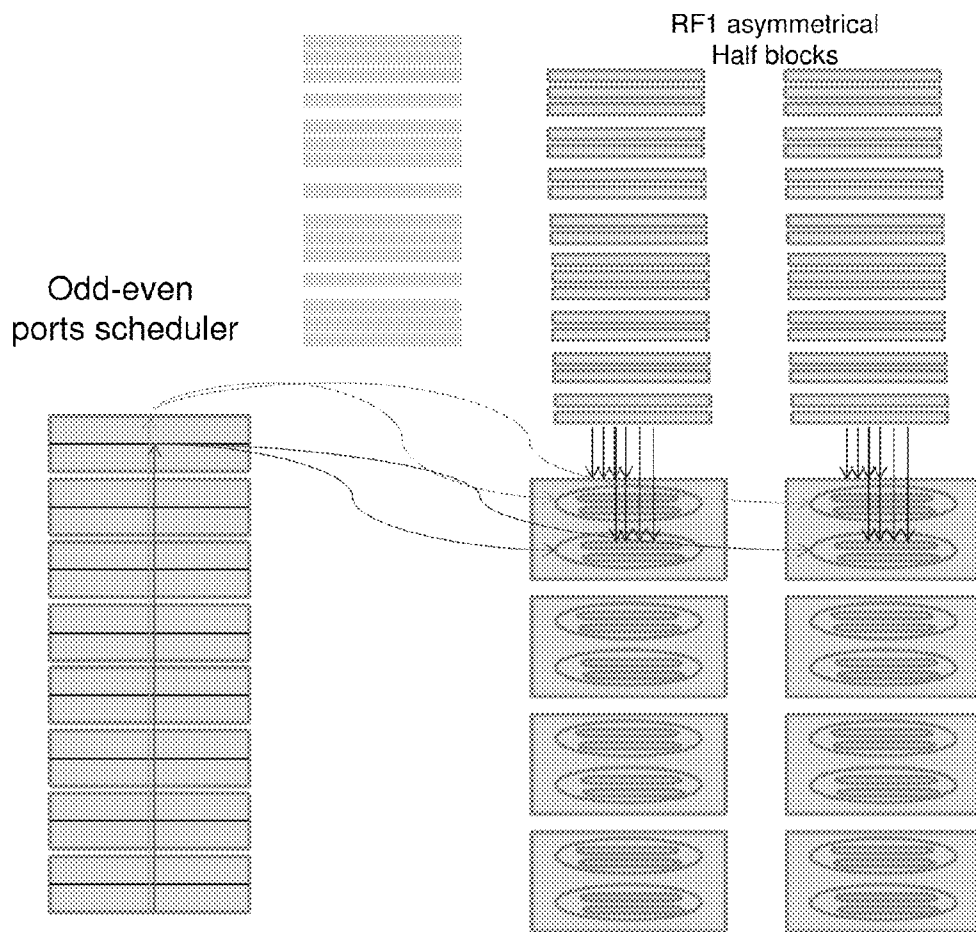 RF1 asymmetrical
Half blocks
Odd-even
ports scheduler